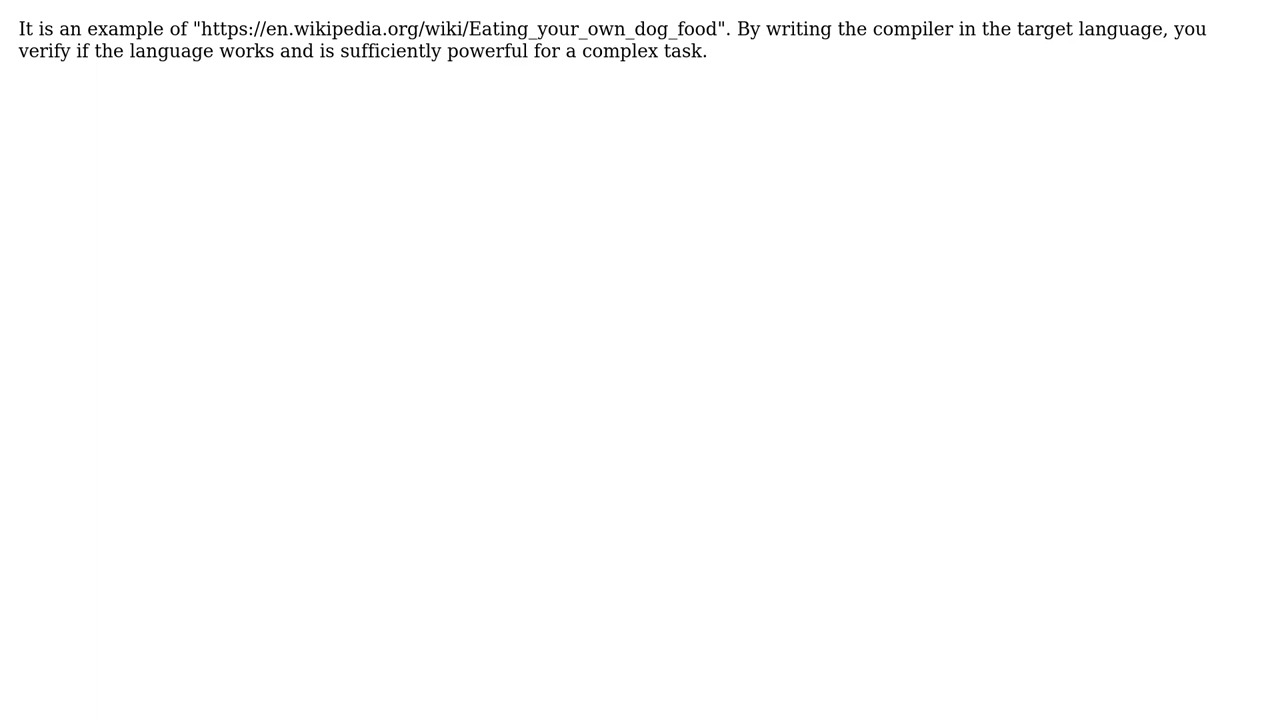 It is an example of "https://en.wikipedia.org/wiki/Eating_your_own_dog_food". By writing the compiler in the target language, you
verify if the language works and is sufficiently powerful for a complex task.